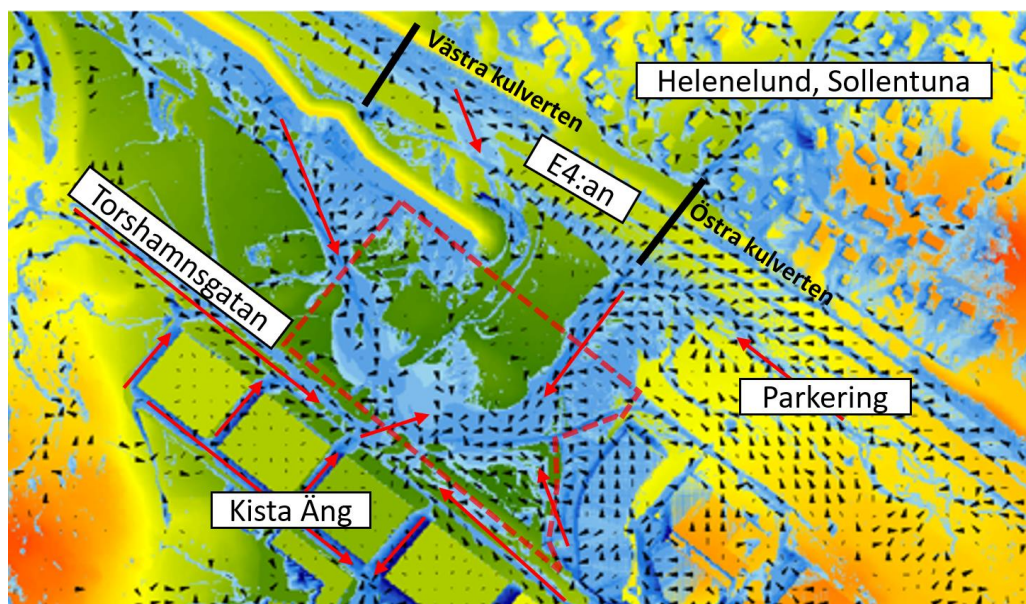 Västra kulverten
Helenelund, Sollentuna
E4:an
Östra kulverten
Torshamnsgatan
Parkering
Kista Äng